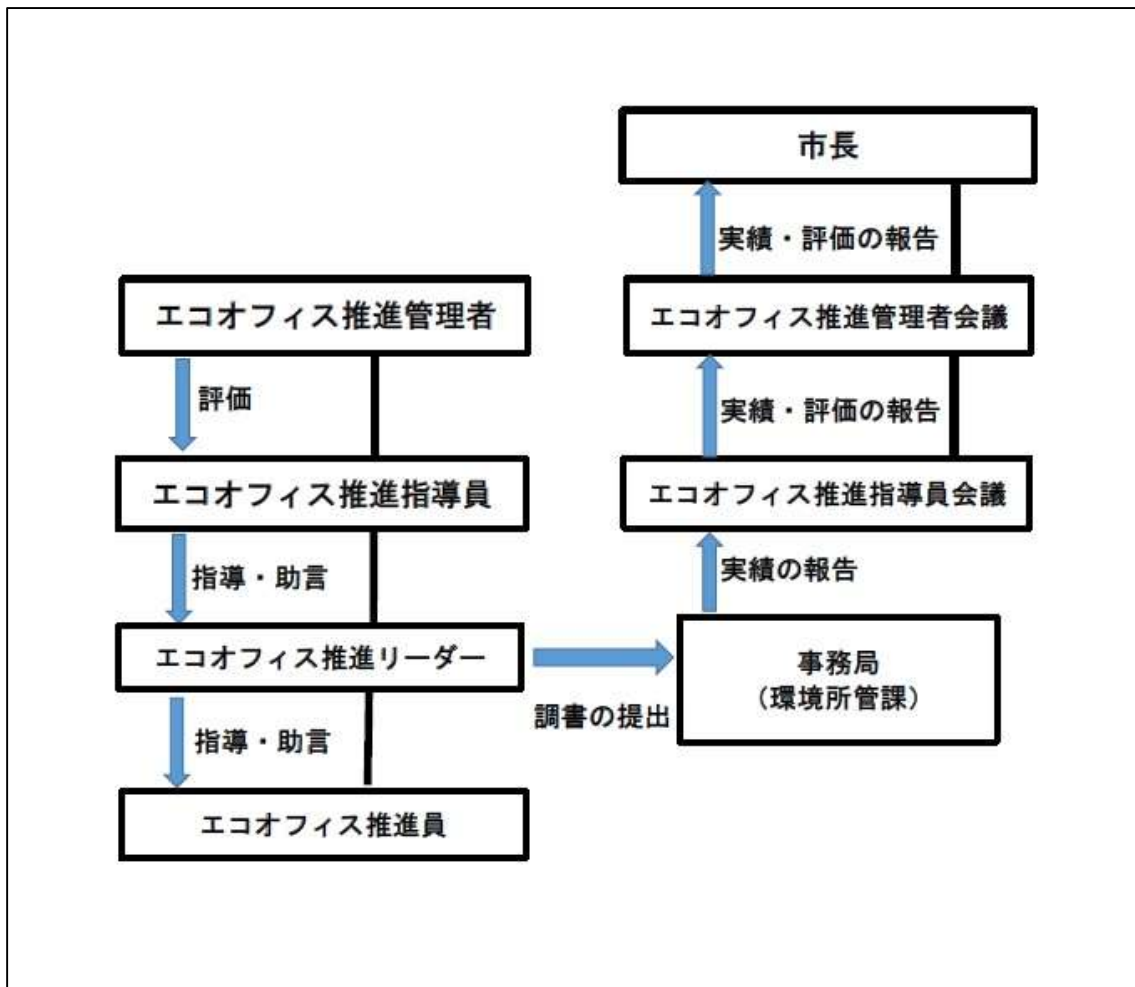 市長
実績・評価の報告
エコオフィス推進管理者会議
実績・評価の報告
エコオフィス推進指導員会議
実績の報告
事務局
（環境所管課）
エコオフィス推進管理者
評価
エコオフィス推進指導員
指導・助言
エコオフィス推進リーダー
調書の提出
指導・助言
エコオフィス推進員